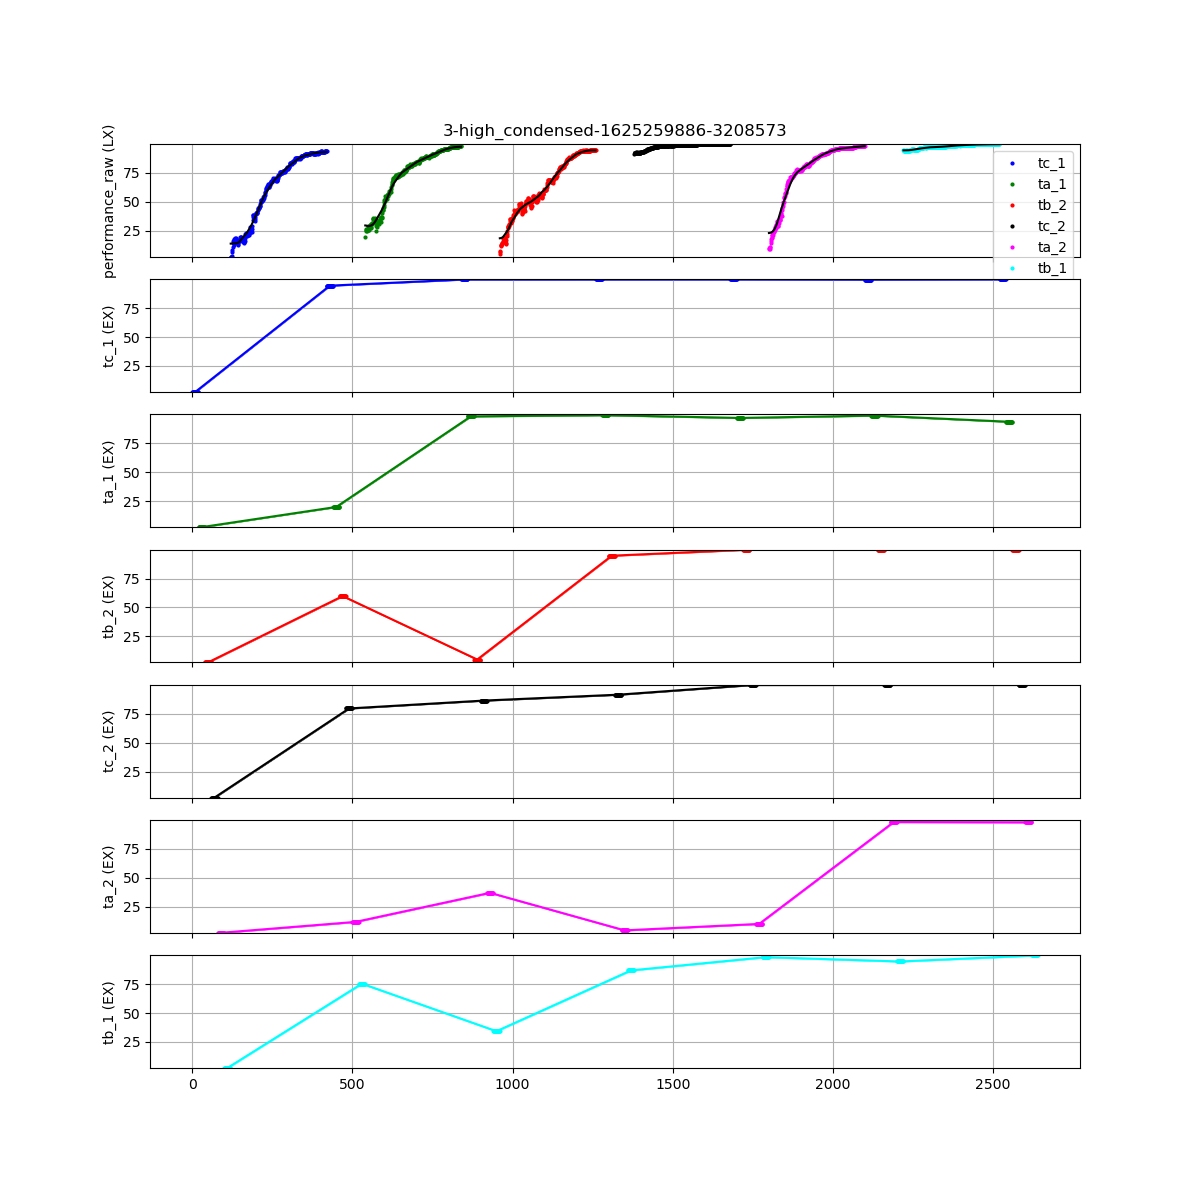 3-high_condensed-1625259886-3208573
performance_raw (LX)
75
50
25
tc_1
ta_1
tb_2
tc_2
ta_2
tb_1
tc_1 (EX)
75
50
25
ta_1 (EX)
75
50
25
tb_2 (EX)
75
50
25
tc_2 (EX)
75
50
25
ta_2 (EX)
75
50
25
tb_1 (EX)
75
50
25
0 500 1000 1500 2000 2500